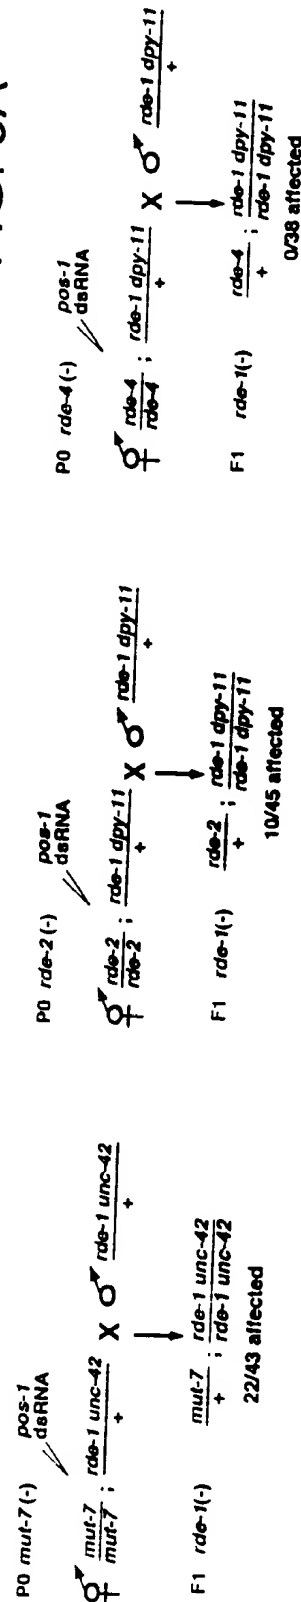 P0 mut-7 (-)
pos-1
dsRNA
mut-7
mut-7
;
rde-1 unc-42
+
X
rde-1 unc-42
+
F1 rde-1(-)
mut-7
+
;
rde-1 unc-42
rde-1 unc-42
22/43 affected
P0 rde-2 (-)
pos-1
dsRNA
rde-2
rde-2
;
rde-1 dpy-11
+
X
rde-1 dpy-11
+
F1 rde-1(-)
rde-2
+
;
rde-1 dpy-11
rde-1 dpy-11
10/45 affected
P0 rde-4 (-)
pos-1
dsRNA
rde-4
rde-4
;
rde-1 dpy-11
+
X
rde-1 dpy-11
+
F1 rde-1(-)
rde-4
+
;
rde-1 dpy-11
rde-1 dpy-11
0/38 affected